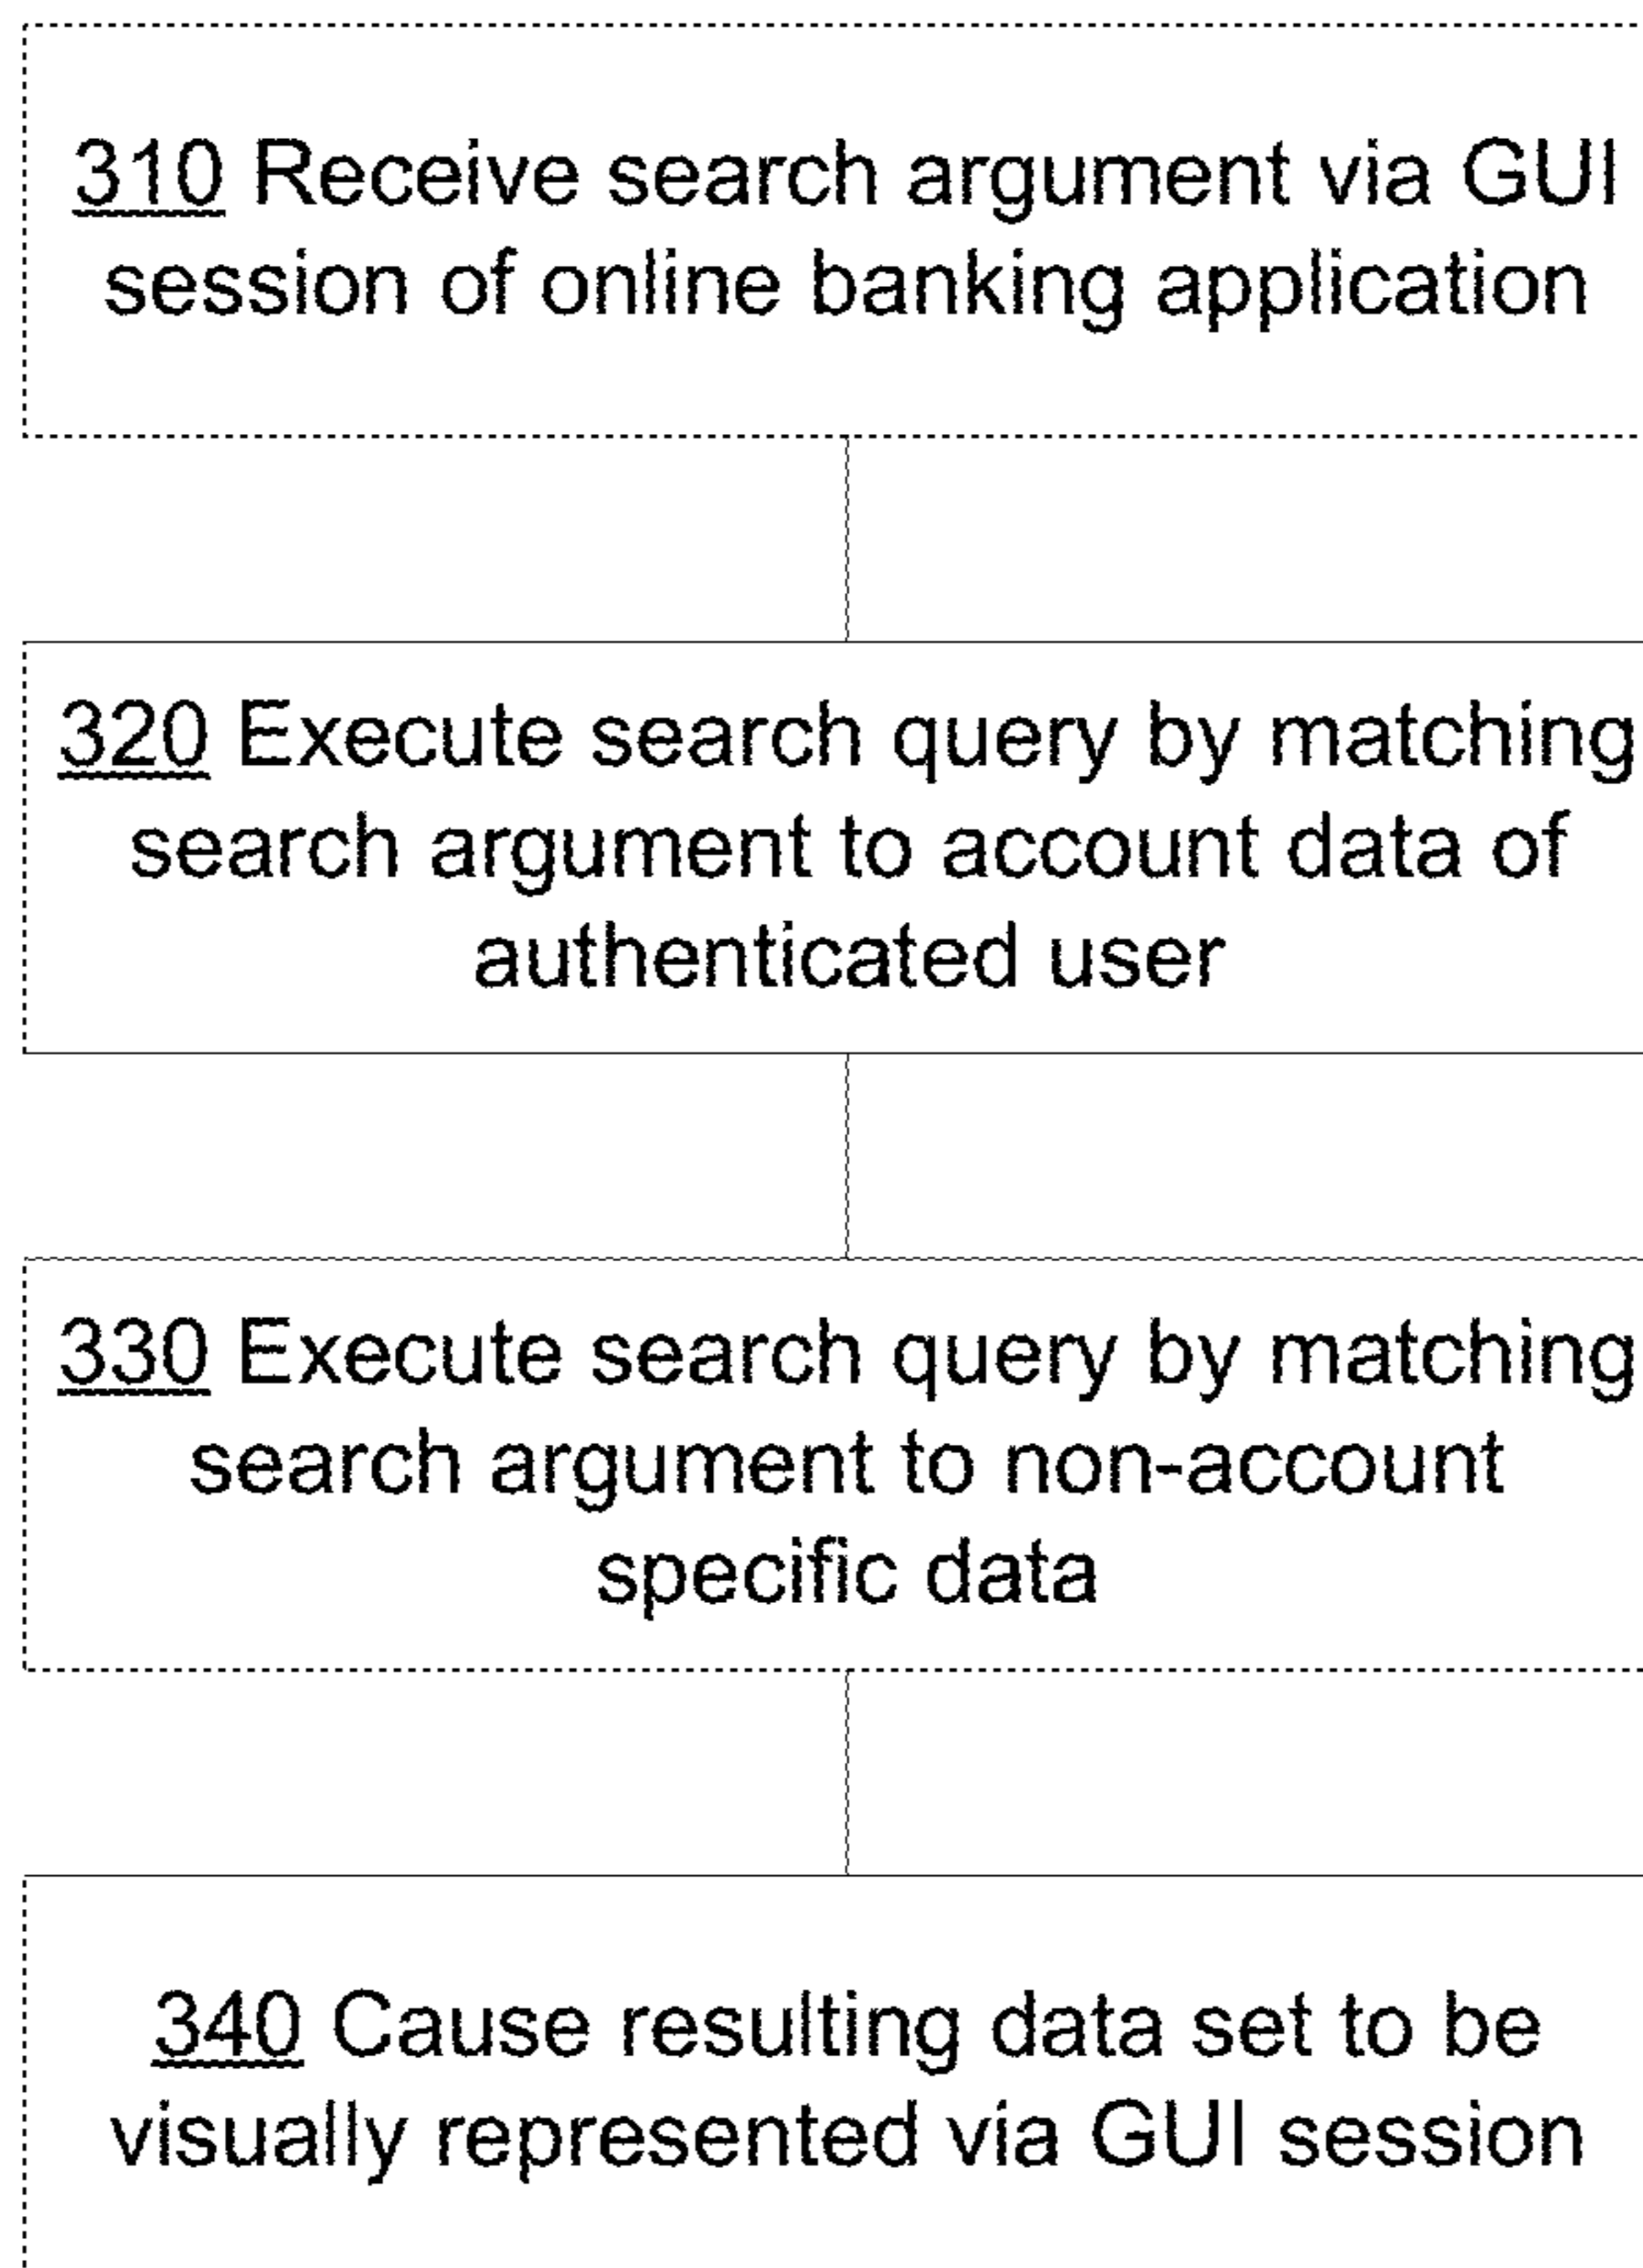 310 Receive search argument via GUI
session of online banking application
320 Execute search query by matching
search argument to account data of
authenticated user
330 Execute search query by matching
search argument to non-account
specific data
340 Cause resulting data set to be
visually represented via GUI session